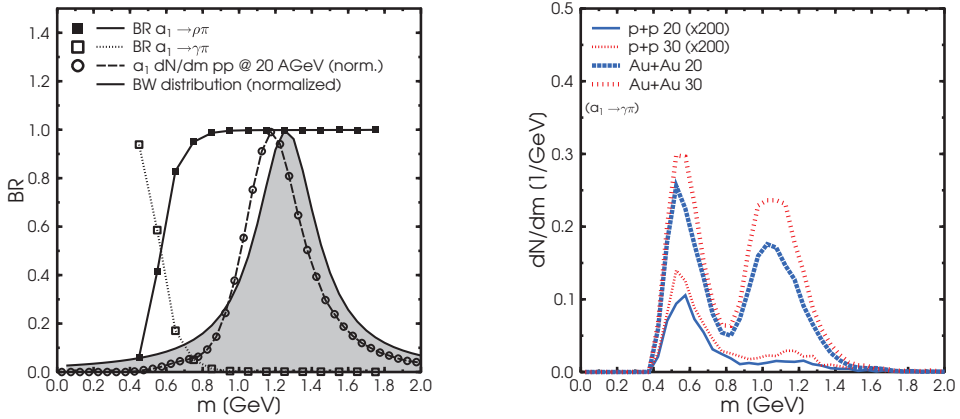 BR a₁→ρπ
BR a₁→γπ
a₁ dN/dm pp @ 20 AGeV (norm.)
BW distribution (normalized)
BR
1.4
1.2
1.0
0.8
0.6
0.4
0.2
0.0
0.0 0.2 0.4 0.6 0.8 1.0 1.2 1.4 1.6 1.8 2.0
m (GeV)
p+p 20 (x200)
p+p 30 (x200)
Au+Au 20
Au+Au 30
(a₁→γπ)
dN/dm (1/GeV)
0.5
0.4
0.3
0.2
0.1
0.0
0.0 0.2 0.4 0.6 0.8 1.0 1.2 1.4 1.6 1.8 2.0
m (GeV)